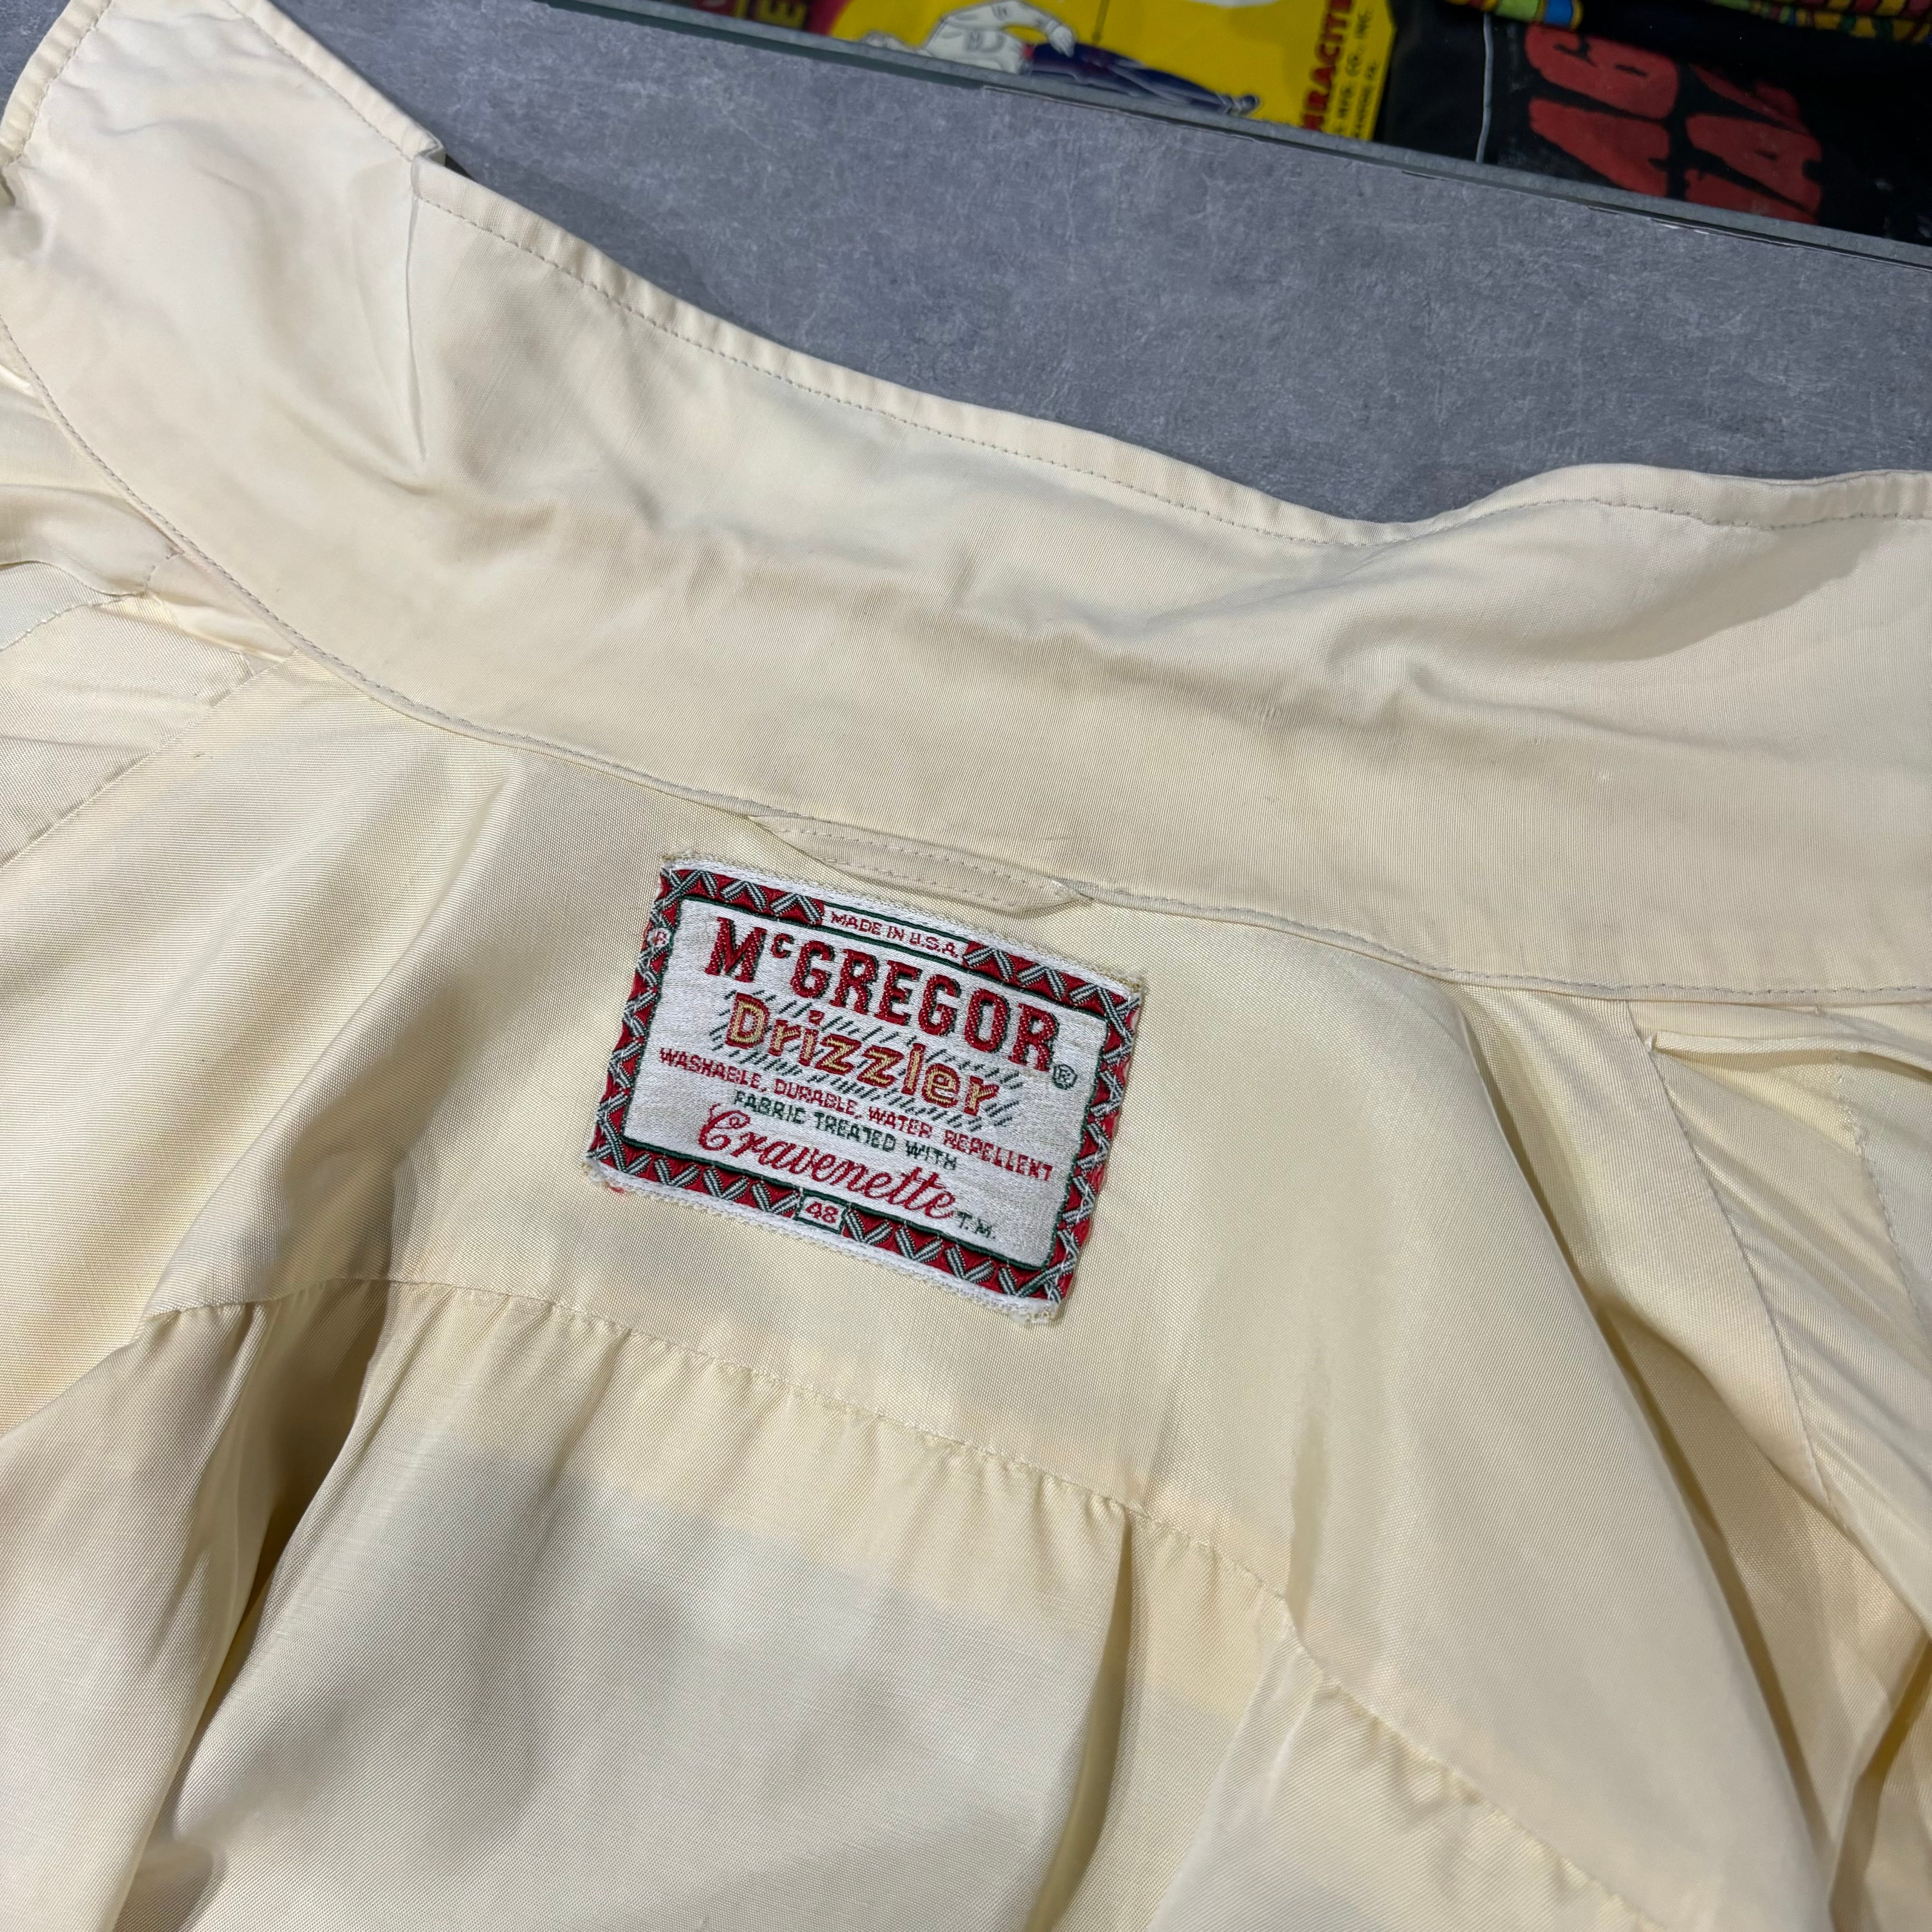 MADE IN U.S.A.
R
McGREGOR®
Drizzler
WASHABLE, DURABLE, WATER REPELLENT
FABRIC TREATED WITH
Cravenette T.M.
48